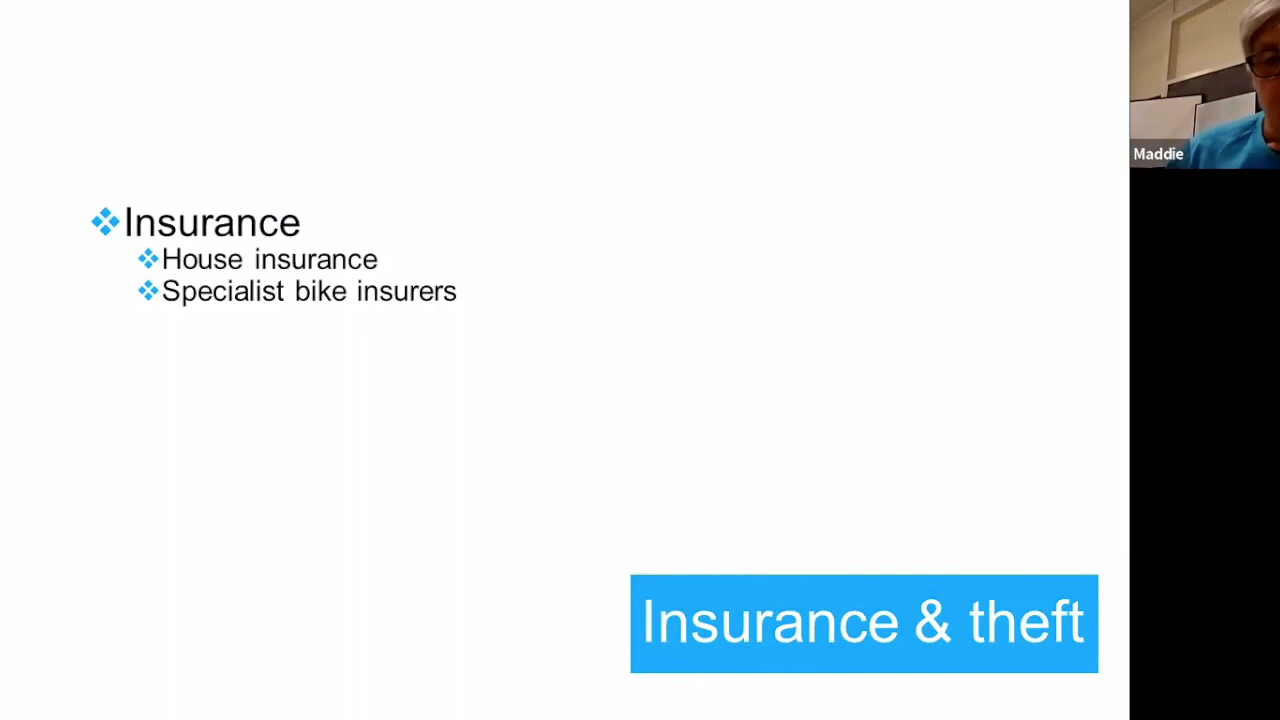 Maddie
Insurance
House insurance
Specialist bike insurers
Insurance & theft